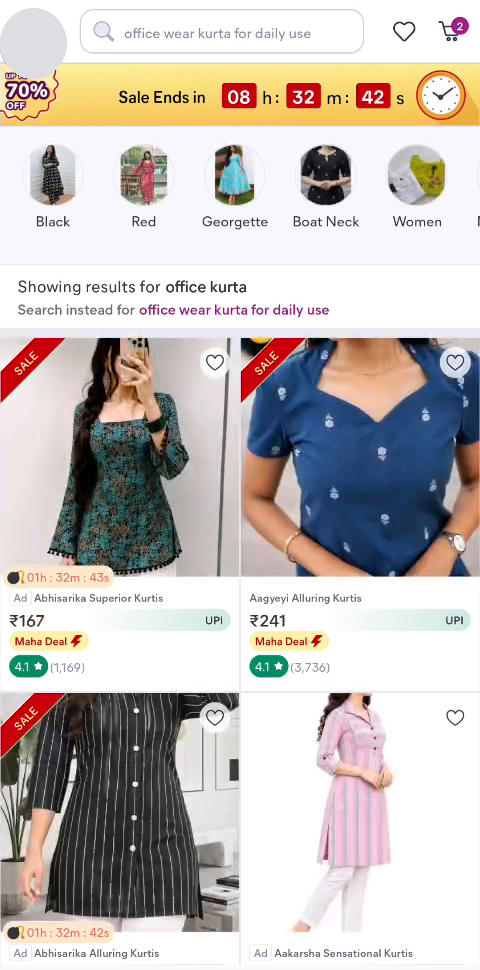 office wear kurta for daily use
2
70%
OFF
Sale Ends in 08 h : 32 m : 42 s
Black
Red
Georgette
Boat Neck
Women
Showing results for office kurta
Search instead for office wear kurta for daily use
SALE
SALE
01h : 32m : 43s
Ad Abhisarika Superior Kurtis
₹167
UPI
Maha Deal
4.1 ★ (1,169)
Aagyeyi Alluring Kurtis
₹241
UPI
Maha Deal
4.1 ★ (3,736)
SALE
01h : 32m : 42s
Ad Abhisarika Alluring Kurtis
Ad Aakarsha Sensational Kurtis